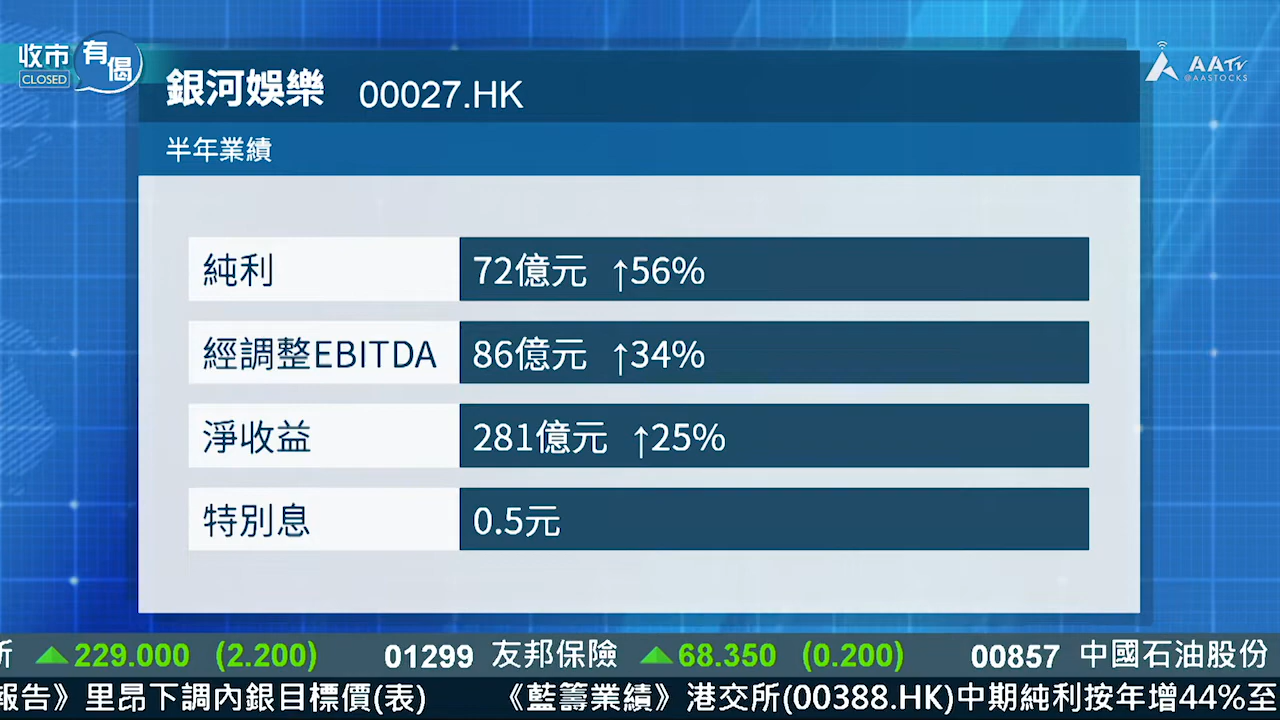 收市
有偈
CLOSED
AATV
@AASTOCKS
銀河娛樂 00027.HK
半年業績
純利 72億元 ↑56%
經調整EBITDA 86億元 ↑34%
淨收益 281億元 ↑25%
特別息 0.5元
所 ▲229.000 (2.200) 01299 友邦保險 ▲68.350 (0.200) 00857 中國石油股份
報告》里昂下調內銀目標價(表) 《藍籌業績》港交所(00388.HK)中期純利按年增44%至